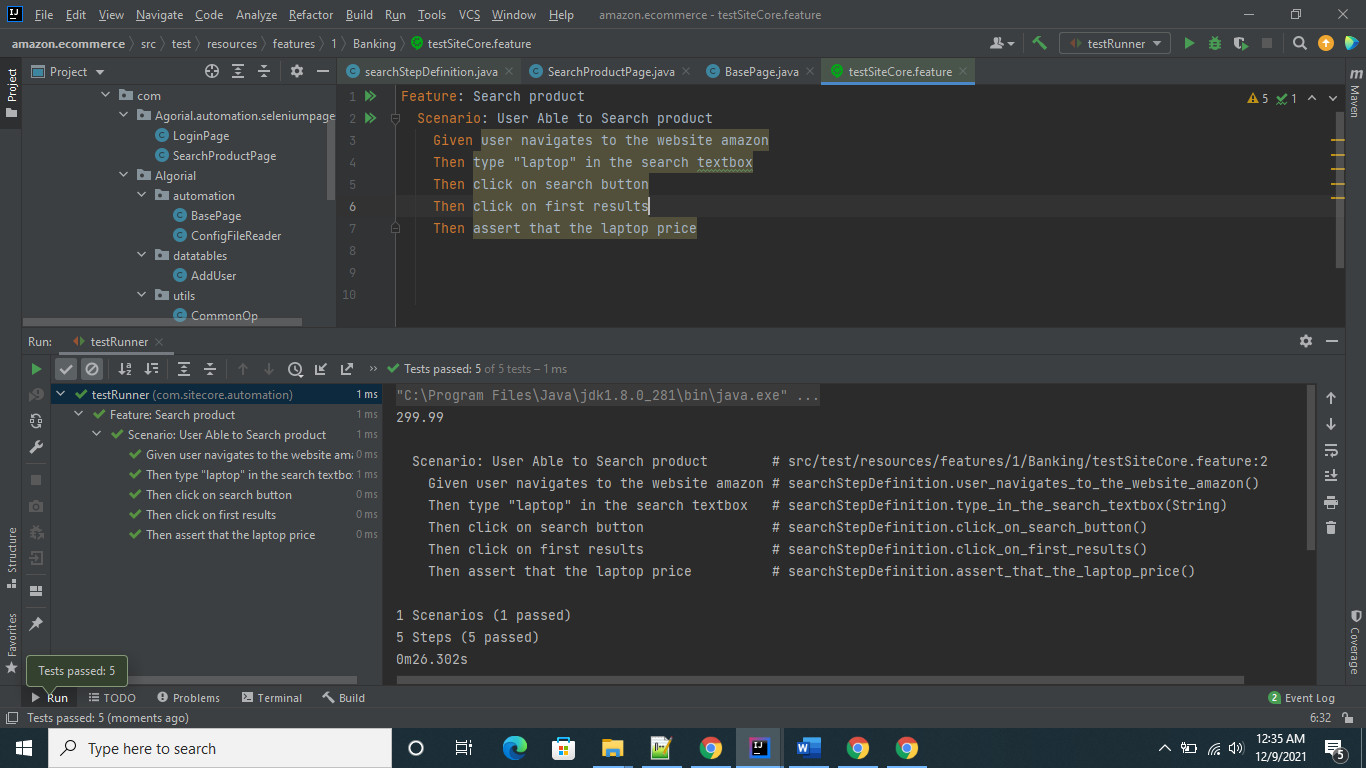 File Edit View Navigate Code Analyze Refactor Build Run Tools VCS Window Help amazon.ecommerce - testSiteCore.feature
amazon.ecommerce src test resources features 1 Banking testSiteCore.feature testRunner
Project searchStepDefinition.java SearchProductPage.java BasePage.java testSiteCore.feature
Project
Maven
com
Agorial.automation.seleniumpage
LoginPage
SearchProductPage
Algorial
automation
BasePage
ConfigFileReader
datatables
AddUser
utils
CommonOp
5 1
1 Feature: Search product
2 Scenario: User Able to Search product
3 Given user navigates to the website amazon
4 Then type "laptop" in the search textbox
5 Then click on search button
6 Then click on first results
7 Then assert that the laptop price
8
9
10
Run: testRunner
Tests passed: 5 of 5 tests – 1 ms
testRunner (com.sitecore.automation) 1 ms
Feature: Search product 1 ms
Scenario: User Able to Search product 1 ms
Given user navigates to the website ama 0 ms
Then type "laptop" in the search textbo: 1 ms
Then click on search button 0 ms
Then click on first results 0 ms
Then assert that the laptop price 0 ms
"C:\Program Files\Java\jdk1.8.0_281\bin\java.exe" ...
299.99
Scenario: User Able to Search product # src/test/resources/features/1/Banking/testSiteCore.feature:2
Given user navigates to the website amazon # searchStepDefinition.user_navigates_to_the_website_amazon()
Then type "laptop" in the search textbox # searchStepDefinition.type_in_the_search_textbox(String)
Then click on search button # searchStepDefinition.click_on_search_button()
Then click on first results # searchStepDefinition.click_on_first_results()
Then assert that the laptop price # searchStepDefinition.assert_that_the_laptop_price()
1 Scenarios (1 passed)
5 Steps (5 passed)
0m26.302s
Structure
Favorites
Coverage
Tests passed: 5
Run TODO Problems Terminal Build 2 Event Log
Tests passed: 5 (moments ago) 6:32
Type here to search
12:35 AM
12/9/2021
5